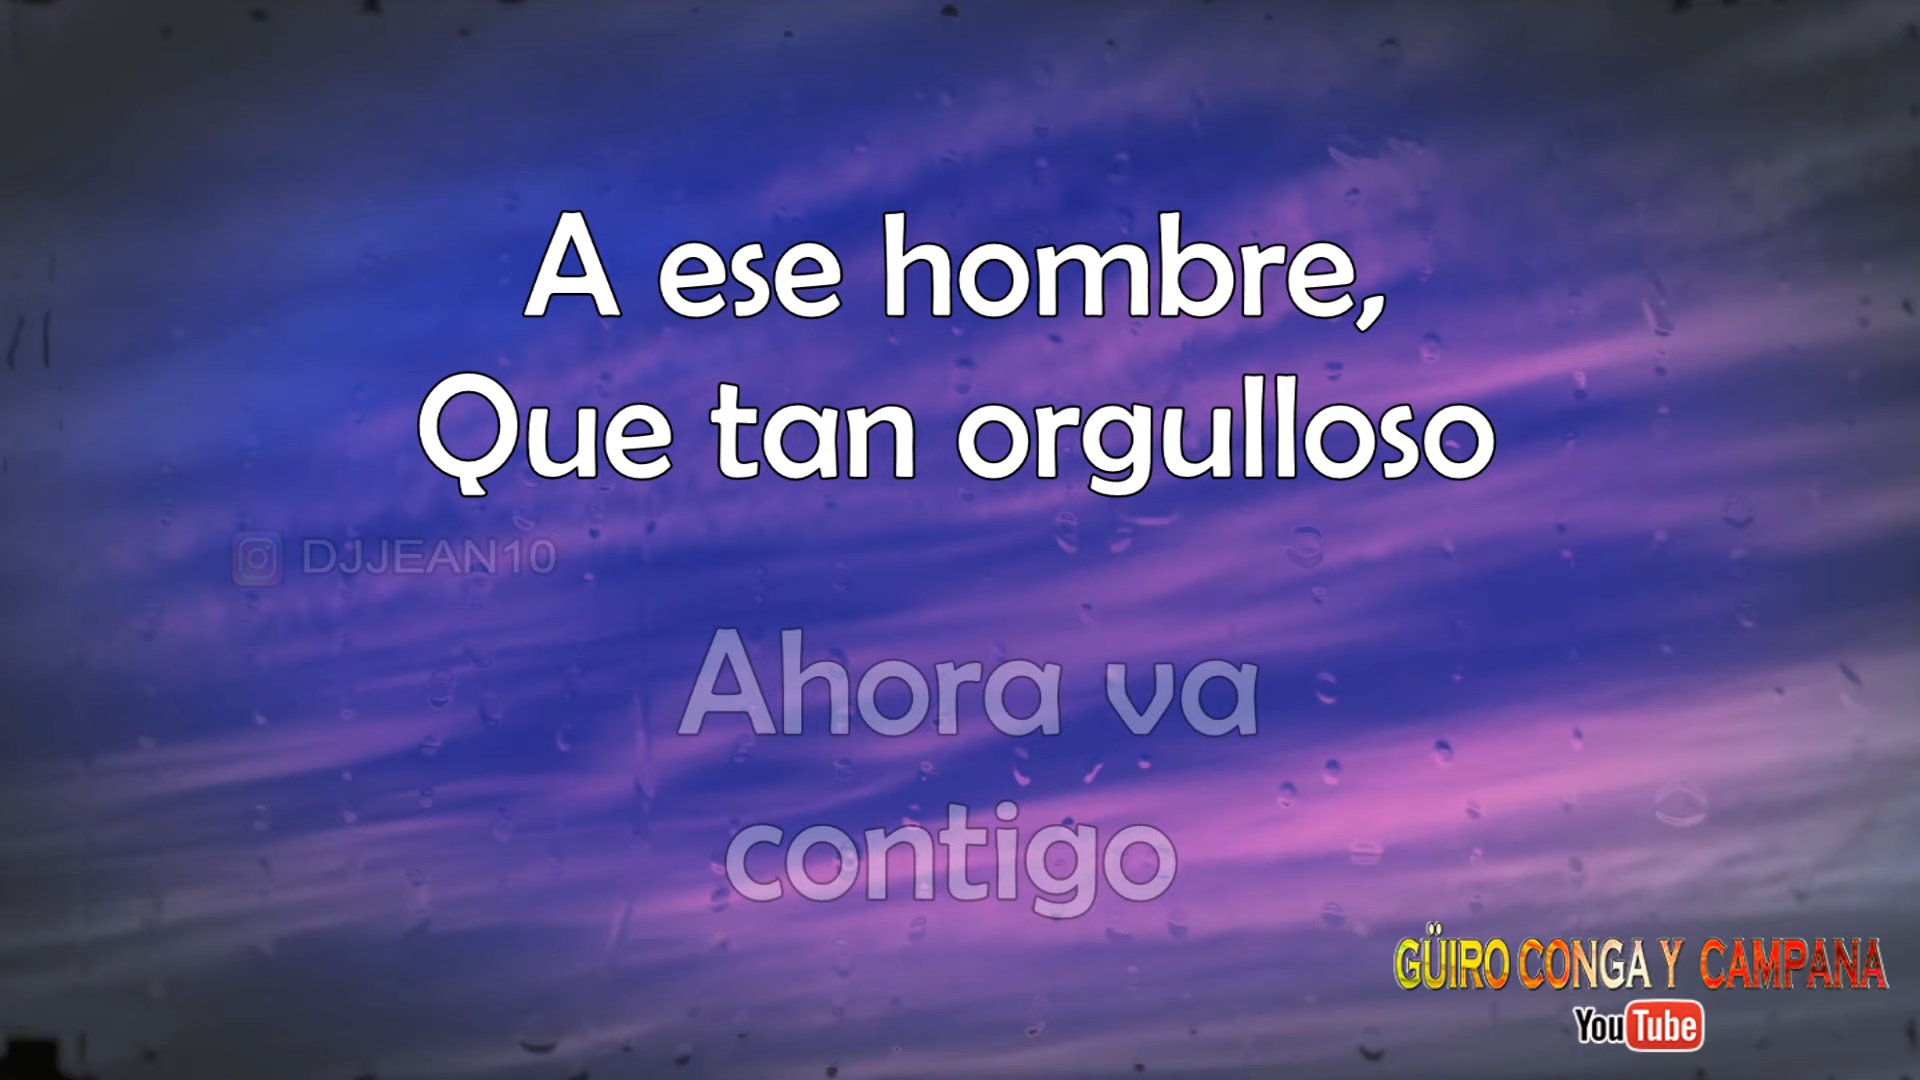 A ese hombre,
Que tan orgulloso
DJJEAN10
Ahora va
contigo
GÜIRO CONGA Y CAMPANA
YouTube